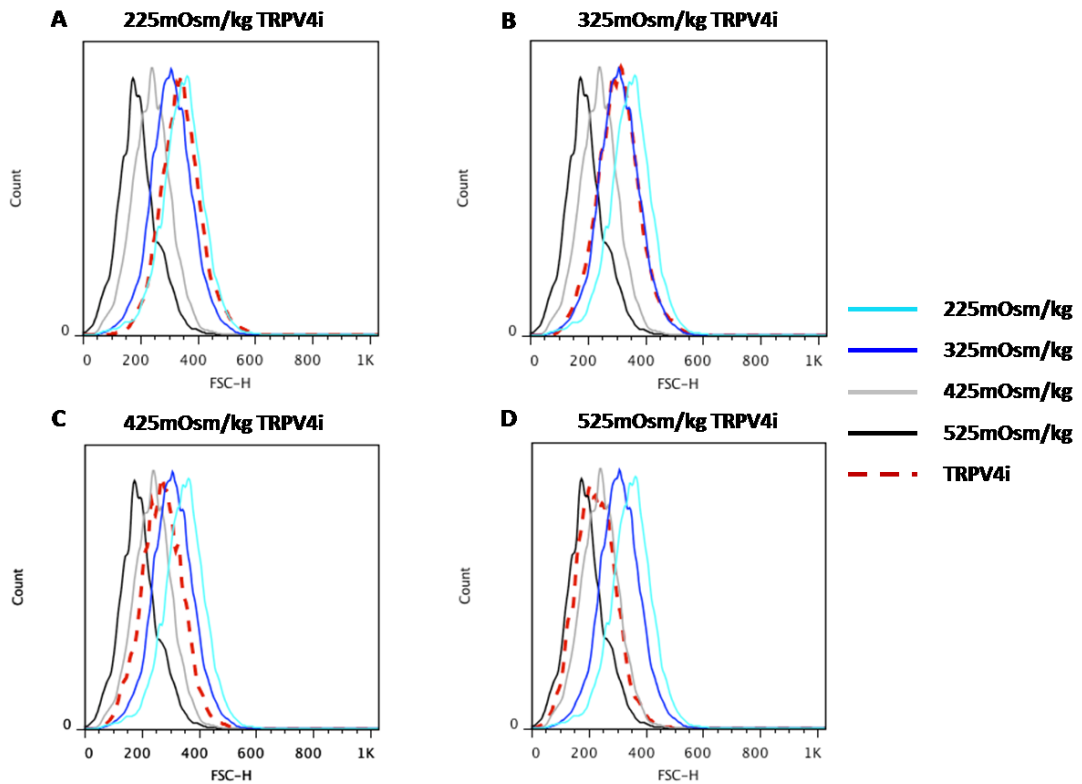 A 225mOsm/kg TRPV4i
Count
0
0 200 400 600 800 1K
FSC-H
B 325mOsm/kg TRPV4i
Count
0
0 200 400 600 800 1K
FSC-H
C 425mOsm/kg TRPV4i
Count
0
0 200 400 600 800 1K
FSC-H
D 525mOsm/kg TRPV4i
Count
0
0 200 400 600 800 1K
FSC-H
225mOsm/kg
325mOsm/kg
425mOsm/kg
525mOsm/kg
TRPV4i